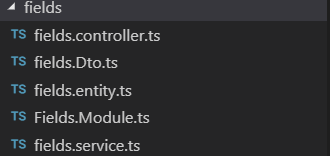 fields
TS fields.controller.ts
TS fields.Dto.ts
TS fields.entity.ts
TS Fields.Module.ts
TS fields.service.ts